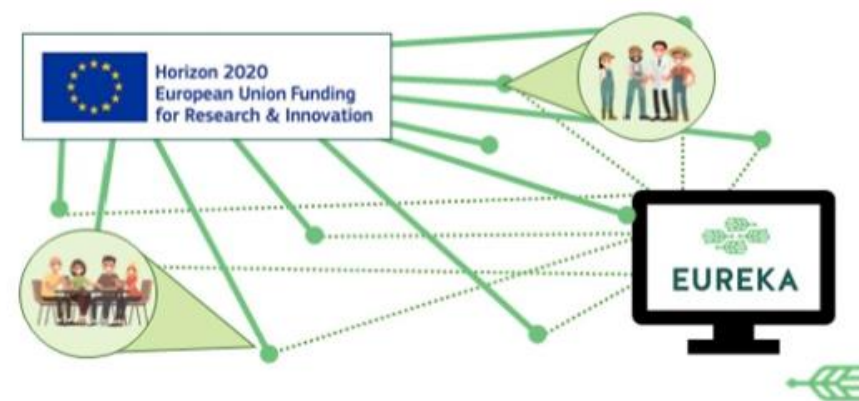 Horizon 2020
European Union Funding
for Research & Innovation
EUREKA